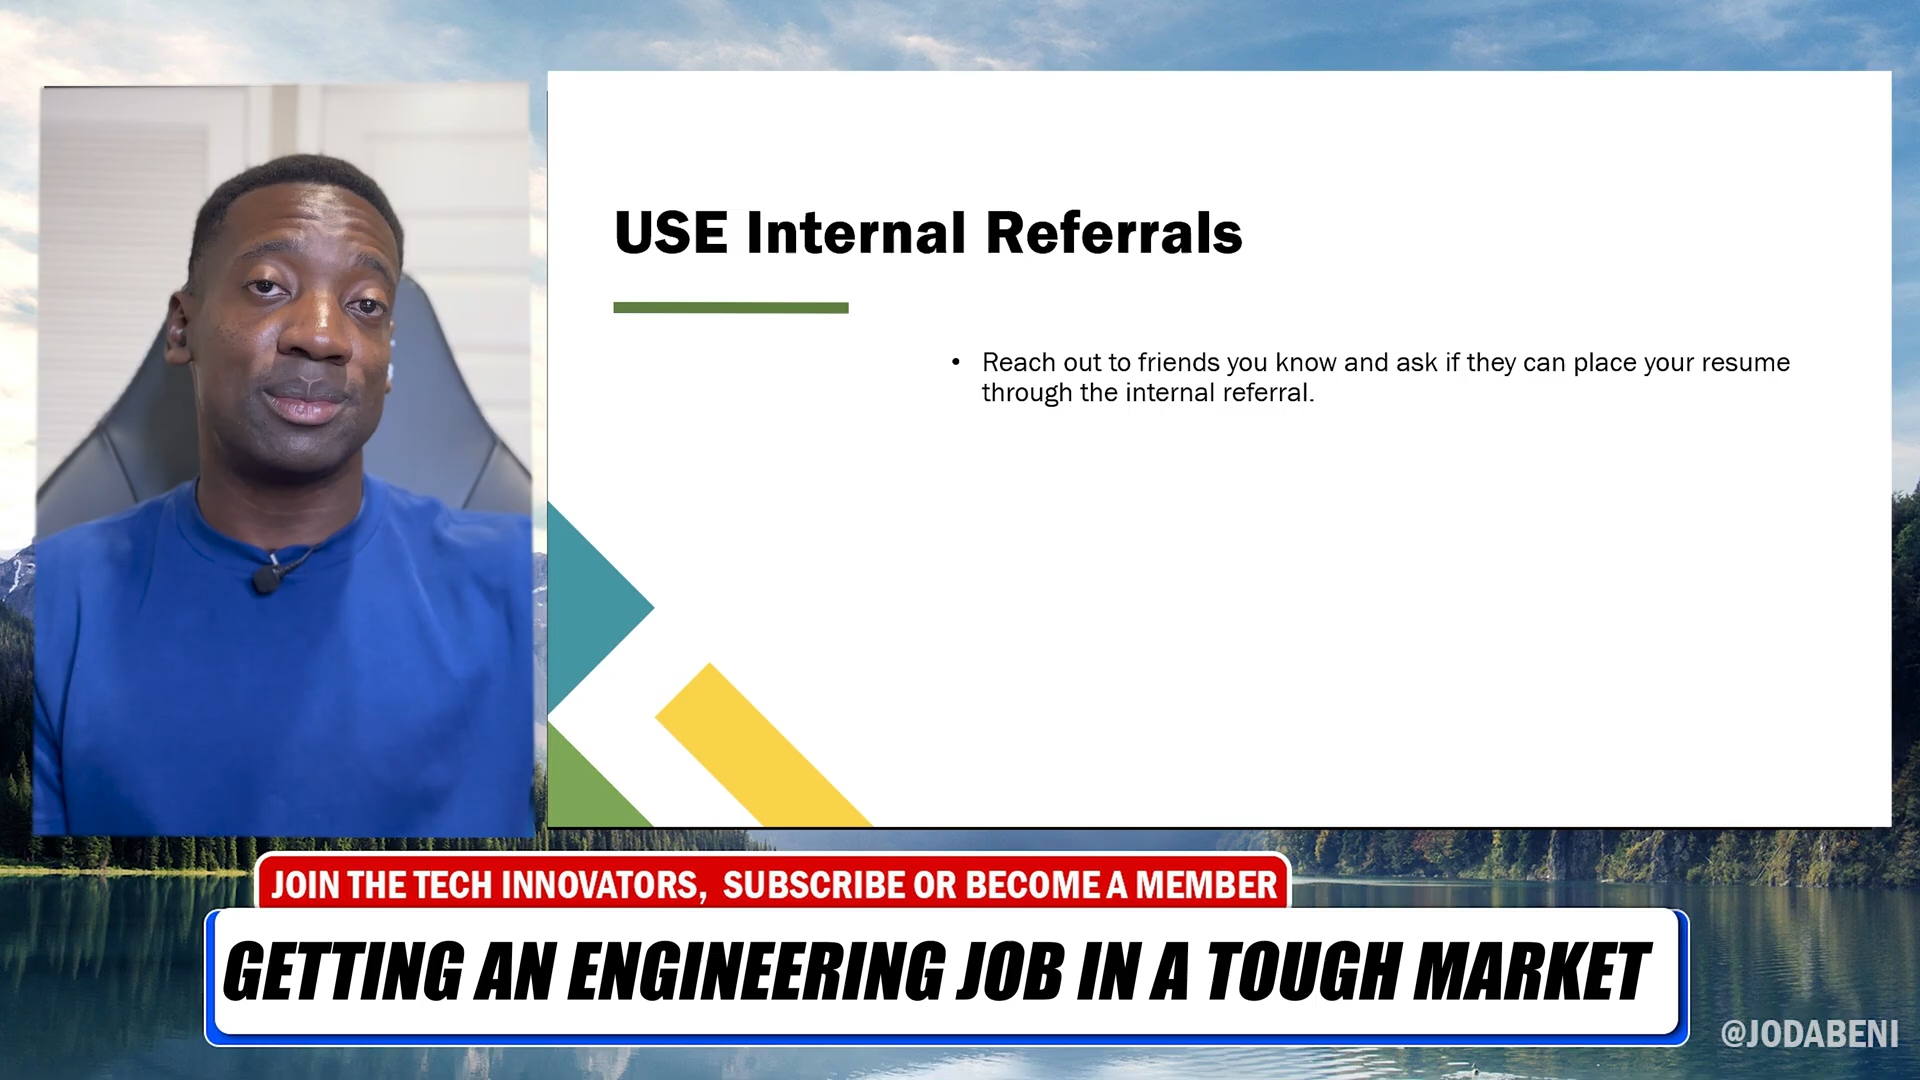 USE Internal Referrals
• Reach out to friends you know and ask if they can place your resume
through the internal referral.
JOIN THE TECH INNOVATORS, SUBSCRIBE OR BECOME A MEMBER
GETTING AN ENGINEERING JOB IN A TOUGH MARKET
@JODABENI